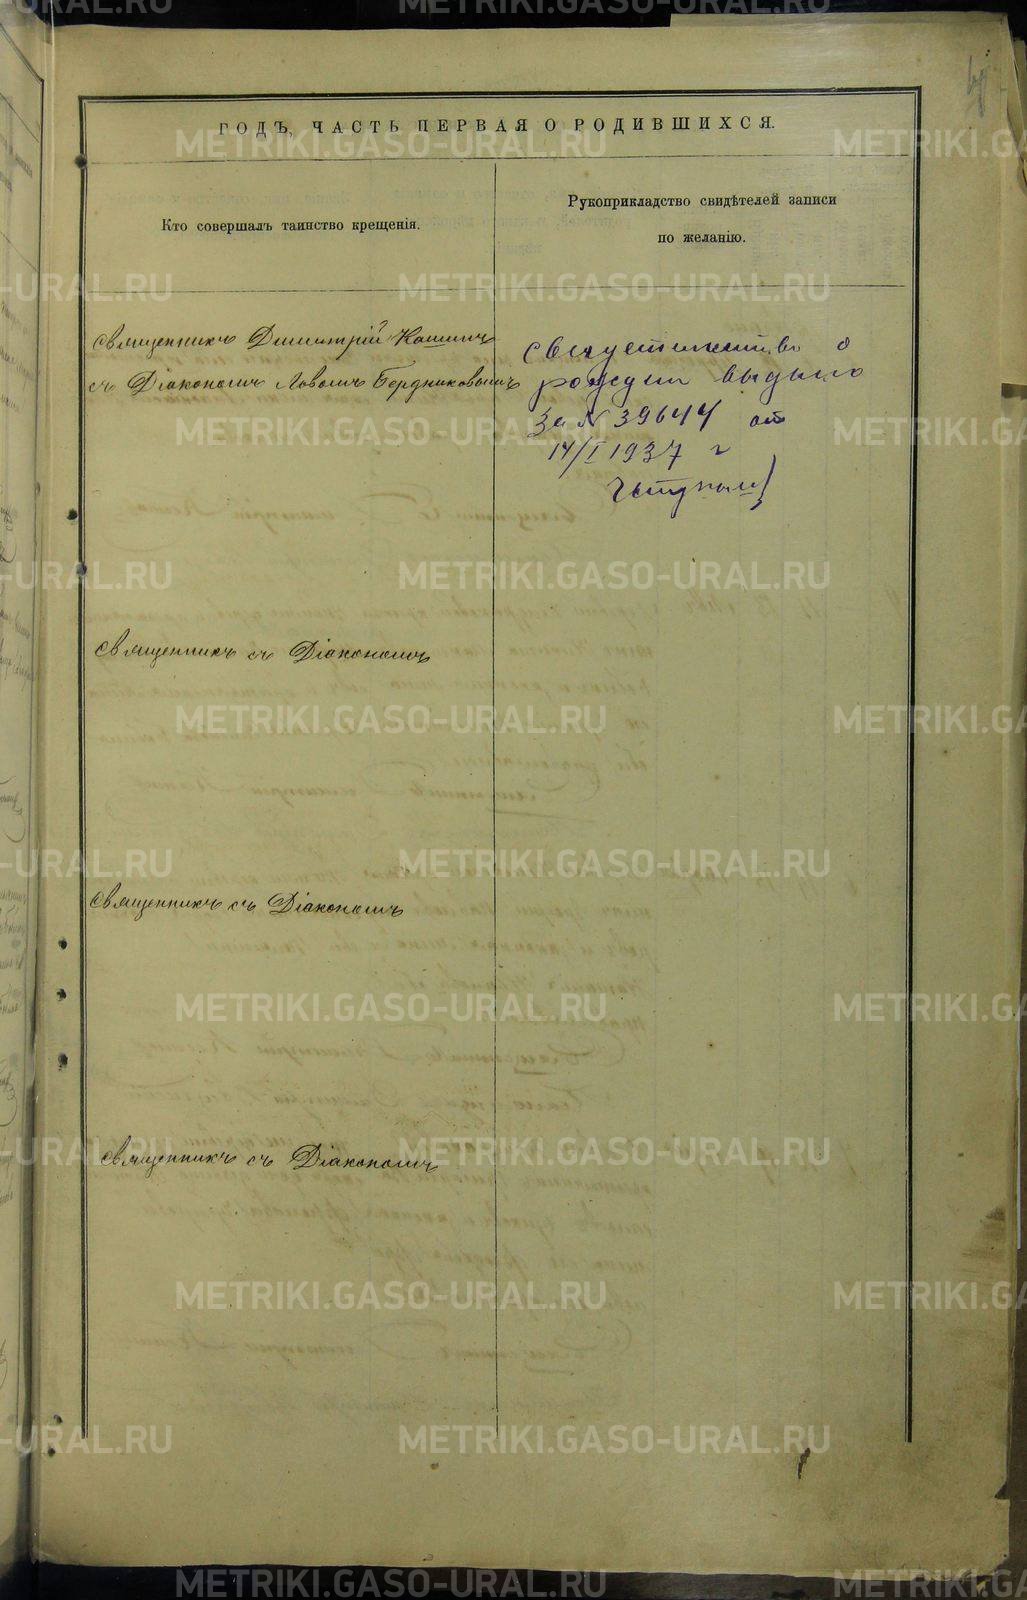 ГОДЪ, ЧАСТЬ ПЕРВАЯ О РОДИВШИХСЯ.
Кто совершалъ таинство крещенія.
Рукоприкладство свидѣтелей записи
по желанію.
Священникъ Димитрій Кашинъ
съ Діакономъ Львомъ Бердниковымъ
свидетельство о
рождении выдано
За № 39644 от
14/I 1937 г
Священникъ съ Діакономъ
Священникъ съ Діакономъ
Священникъ съ Діакономъ
METRIKI.GASO-URAL.RU